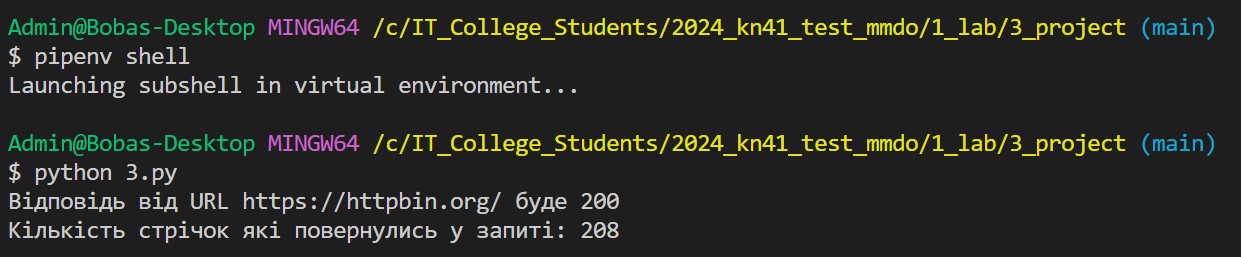 Admin@Bobas-Desktop MINGW64 /c/IT_College_Students/2024_kn41_test_mmdo/1_lab/3_project (main)
$ pipenv shell
Launching subshell in virtual environment...
Admin@Bobas-Desktop MINGW64 /c/IT_College_Students/2024_kn41_test_mmdo/1_lab/3_project (main)
$ python 3.py
Відповідь від URL https://httpbin.org/ буде 200
Кількість стрічок які повернулись у запиті: 208